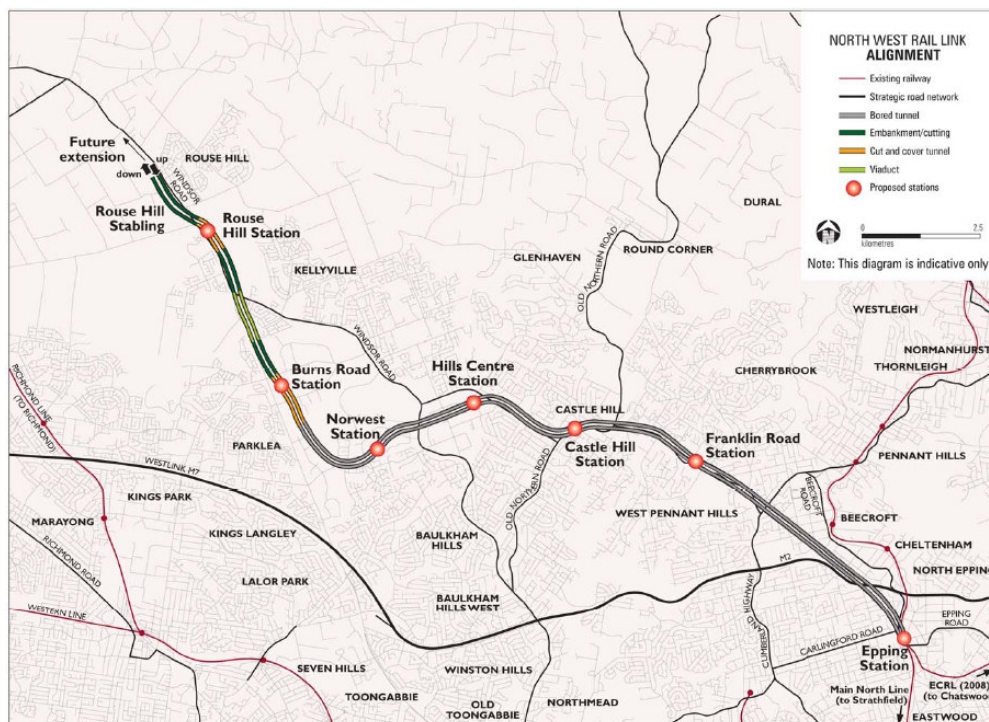 NORTH WEST RAIL LINK
ALIGNMENT
Existing railway
Strategic road network
Bored tunnel
Embankment/cutting
Cut and cover tunnel
Viaduct
Proposed stations
0
2.5
kilometres
Note: This diagram is indicative only
Future
extension
up
down
ROUSE HILL
WINDSOR
ROAD
Rouse Hill
Stabling
Rouse
Hill Station
KELLYVILLE
DURAL
ROUND CORNER
GLENHAVEN
OLD NORTHERN ROAD
WINDSOR ROAD
WESTLEIGH
NORMANHURST
THORNLEIGH
CHERRYBROOK
Burns Road
Station
Hills Centre
Station
Norwest
Station
CASTLE HILL
Castle Hill
Station
Franklin Road
Station
RICHMOND LINE
(TO RICHMOND)
PARKLEA
WESTLINK M7
KINGS PARK
MARAYONG
KINGS LANGLEY
RICHMOND ROAD
LALOR PARK
WESTERN LINE
SEVEN HILLS
TOONGABBIE
OLD
TOONGABBIE
BAULKHAM
HILLS
BAULKHAM
HILLS WEST
WINSTON HILLS
NORTHMEAD
OLD NORTHERN ROAD
WEST PENNANT HILLS
PENNANT HILLS
BEECROFT
ROAD
BEECROFT
CHELTENHAM
NORTH EPPING
M2
CUMBERLAND HIGHWAY
CARLINGFORD ROAD
EPPING
ROAD
Epping
Station
Main North Line
(to Strathfield)
ECRL (2008)
(to Chatswood
EASTWOOD